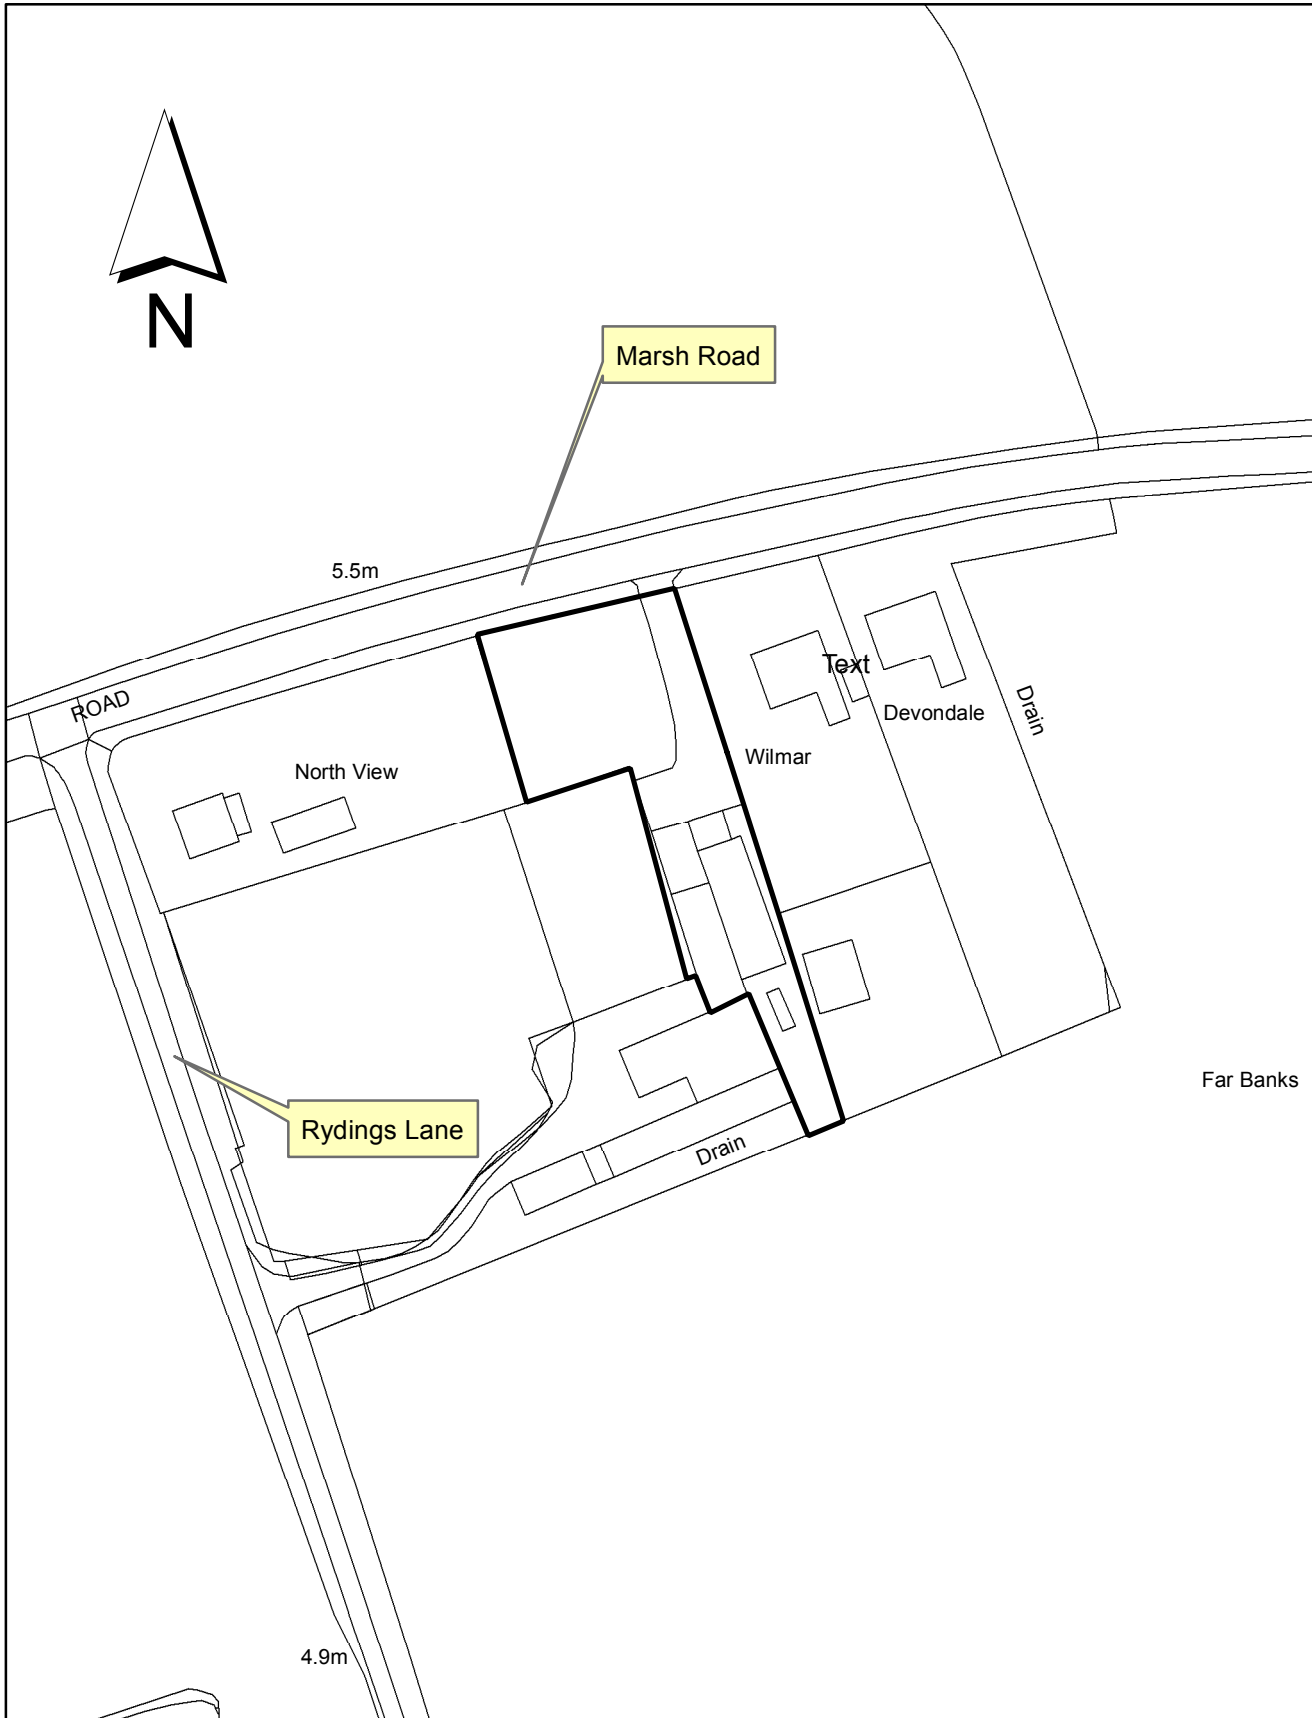 N
Marsh Road
5.5m
ROAD
Text
Devondale
Drain
Wilmar
North View
Far Banks
Rydings Lane
Drain
4.9m